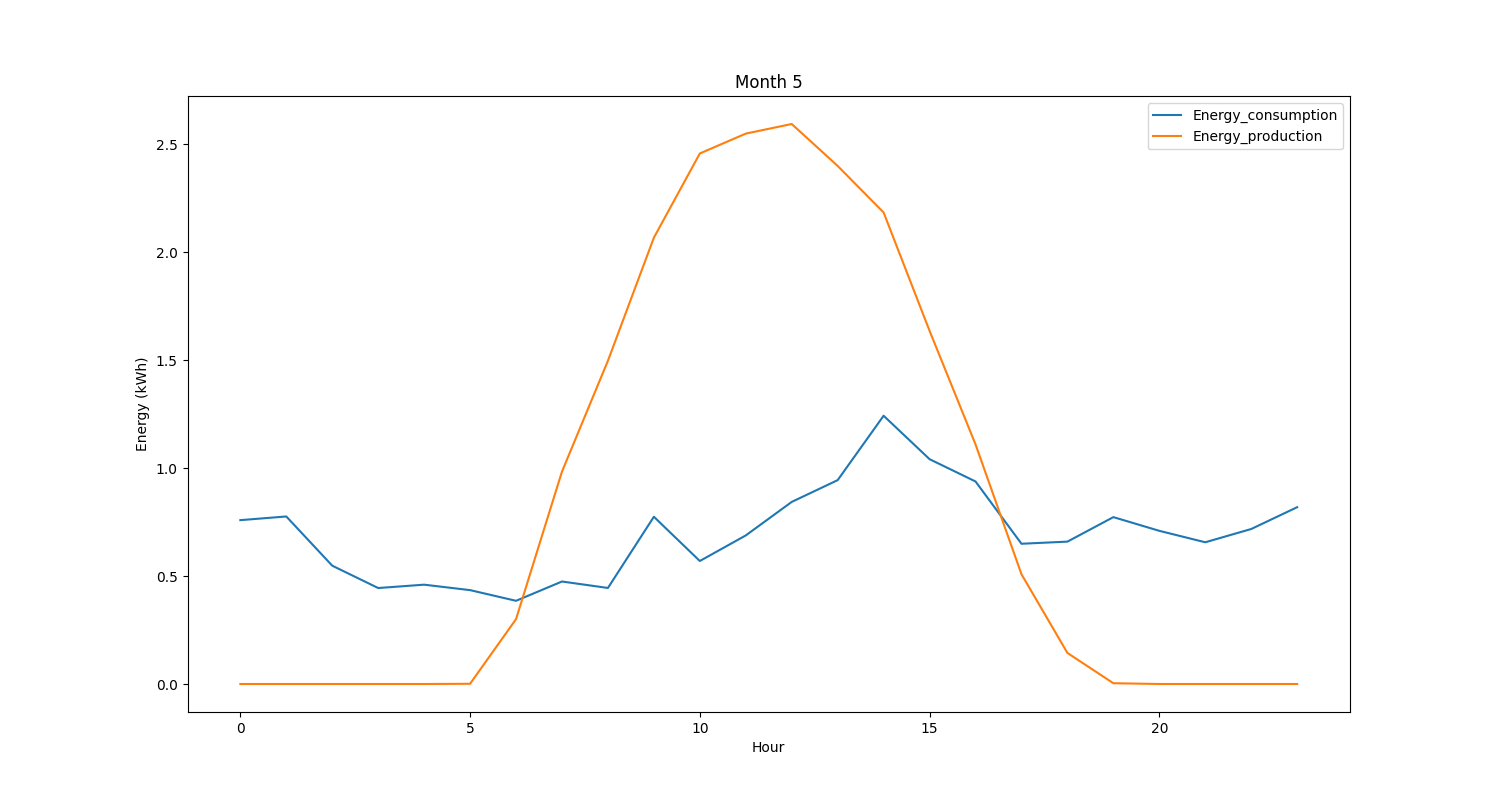 Month 5
Energy_consumption
Energy_production
2.5
2.0
1.5
1.0
0.5
0.0
Energy (kWh)
0 5 10 15 20
Hour